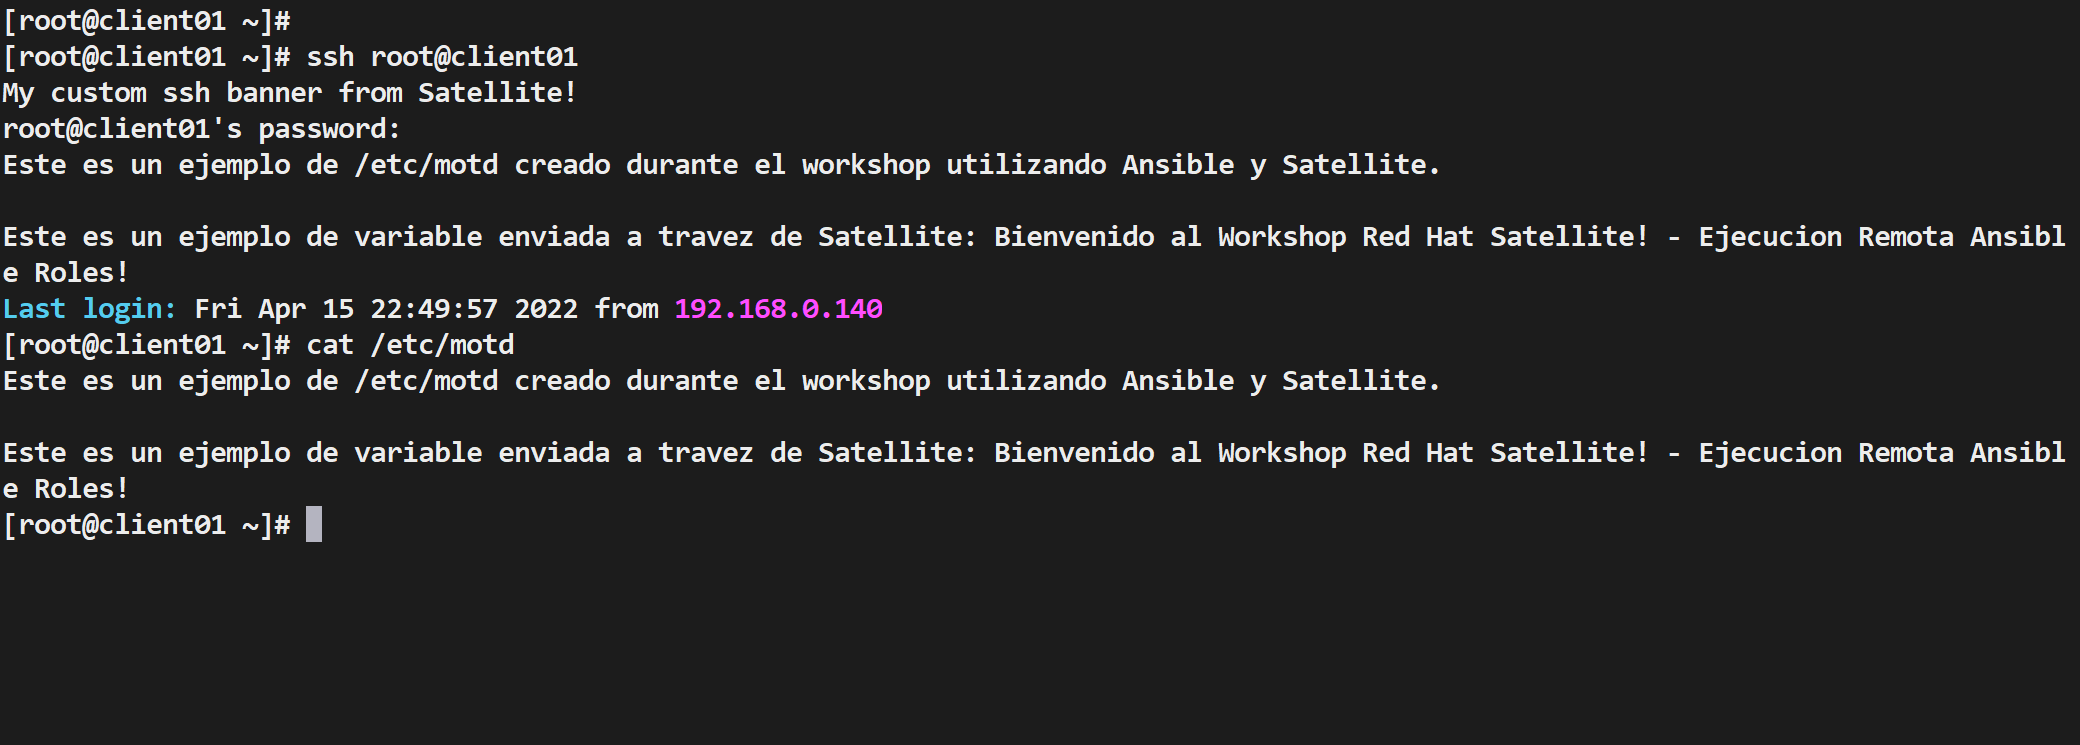 [root@client01 ~]#
[root@client01 ~]# ssh root@client01
My custom ssh banner from Satellite!
root@client01's password:
Este es un ejemplo de /etc/motd creado durante el workshop utilizando Ansible y Satellite.
Este es un ejemplo de variable enviada a travez de Satellite: Bienvenido al Workshop Red Hat Satellite! - Ejecucion Remota Ansibl
e Roles!
Last login: Fri Apr 15 22:49:57 2022 from 192.168.0.140
[root@client01 ~]# cat /etc/motd
Este es un ejemplo de /etc/motd creado durante el workshop utilizando Ansible y Satellite.
Este es un ejemplo de variable enviada a travez de Satellite: Bienvenido al Workshop Red Hat Satellite! - Ejecucion Remota Ansibl
e Roles!
[root@client01 ~]#